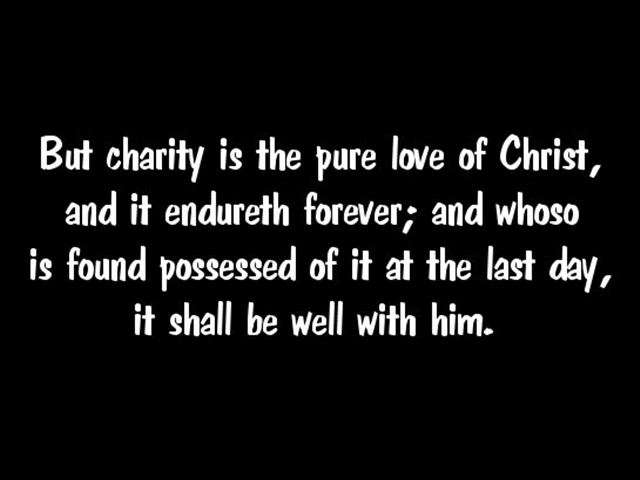 But charity is the pure love of Christ,
and it endureth forever; and whoso
is found possessed of it at the last day,
it shall be well with him.